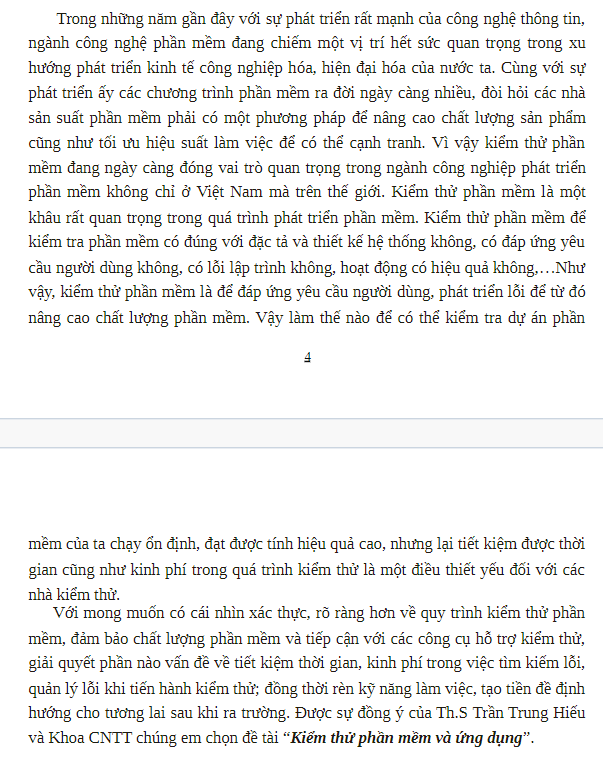 Trong những năm gần đây với sự phát triển rất mạnh của công nghệ thông tin,
ngành công nghệ phần mềm đang chiếm một vị trí hết sức quan trọng trong xu
hướng phát triển kinh tế công nghiệp hóa, hiện đại hóa của nước ta. Cùng với sự
phát triển ấy các chương trình phần mềm ra đời ngày càng nhiều, đòi hỏi các nhà
sản suất phần mềm phải có một phương pháp để nâng cao chất lượng sản phẩm
cũng như tối ưu hiệu suất làm việc để có thể cạnh tranh. Vì vậy kiểm thử phần
mềm đang ngày càng đóng vai trò quan trọng trong ngành công nghiệp phát triển
phần mềm không chỉ ở Việt Nam mà trên thế giới. Kiểm thử phần mềm là một
khâu rất quan trọng trong quá trình phát triển phần mềm. Kiểm thử phần mềm để
kiểm tra phần mềm có đúng với đặc tả và thiết kế hệ thống không, có đáp ứng yêu
cầu người dùng không, có lỗi lập trình không, hoạt động có hiệu quả không,…Như
vậy, kiểm thử phần mềm là để đáp ứng yêu cầu người dùng, phát triển lỗi để từ đó
nâng cao chất lượng phần mềm. Vậy làm thế nào để có thể kiểm tra dự án phần
4
mềm của ta chạy ổn định, đạt được tính hiệu quả cao, nhưng lại tiết kiệm được thời
gian cũng như kinh phí trong quá trình kiểm thử là một điều thiết yếu đối với các
nhà kiểm thử.
Với mong muốn có cái nhìn xác thực, rõ ràng hơn về quy trình kiểm thử phần
mềm, đảm bảo chất lượng phần mềm và tiếp cận với các công cụ hỗ trợ kiểm thử,
giải quyết phần nào vấn đề về tiết kiệm thời gian, kinh phí trong việc tìm kiếm lỗi,
quản lý lỗi khi tiến hành kiểm thử; đồng thời rèn kỹ năng làm việc, tạo tiền đề định
hướng cho tương lai sau khi ra trường. Được sự đồng ý của Th.S Trần Trung Hiếu
và Khoa CNTT chúng em chọn đề tài “Kiểm thử phần mềm và ứng dụng”.